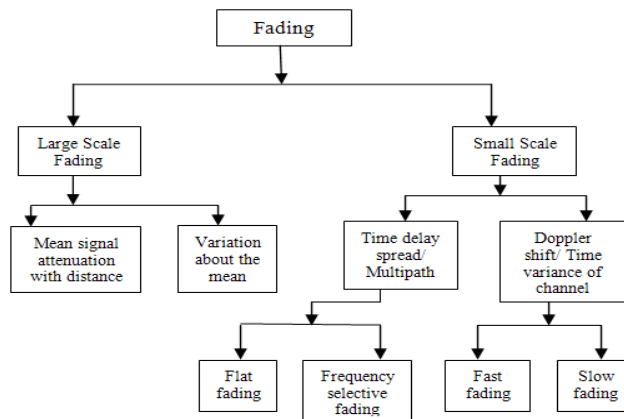 Fading
Large Scale
Fading
Small Scale
Fading
Mean signal
attenuation
with distance
Variation
about the
mean
Time delay
spread/
Multipath
Doppler
shift/ Time
variance of
channel
Flat
fading
Frequency
selective
fading
Fast
fading
Slow
fading